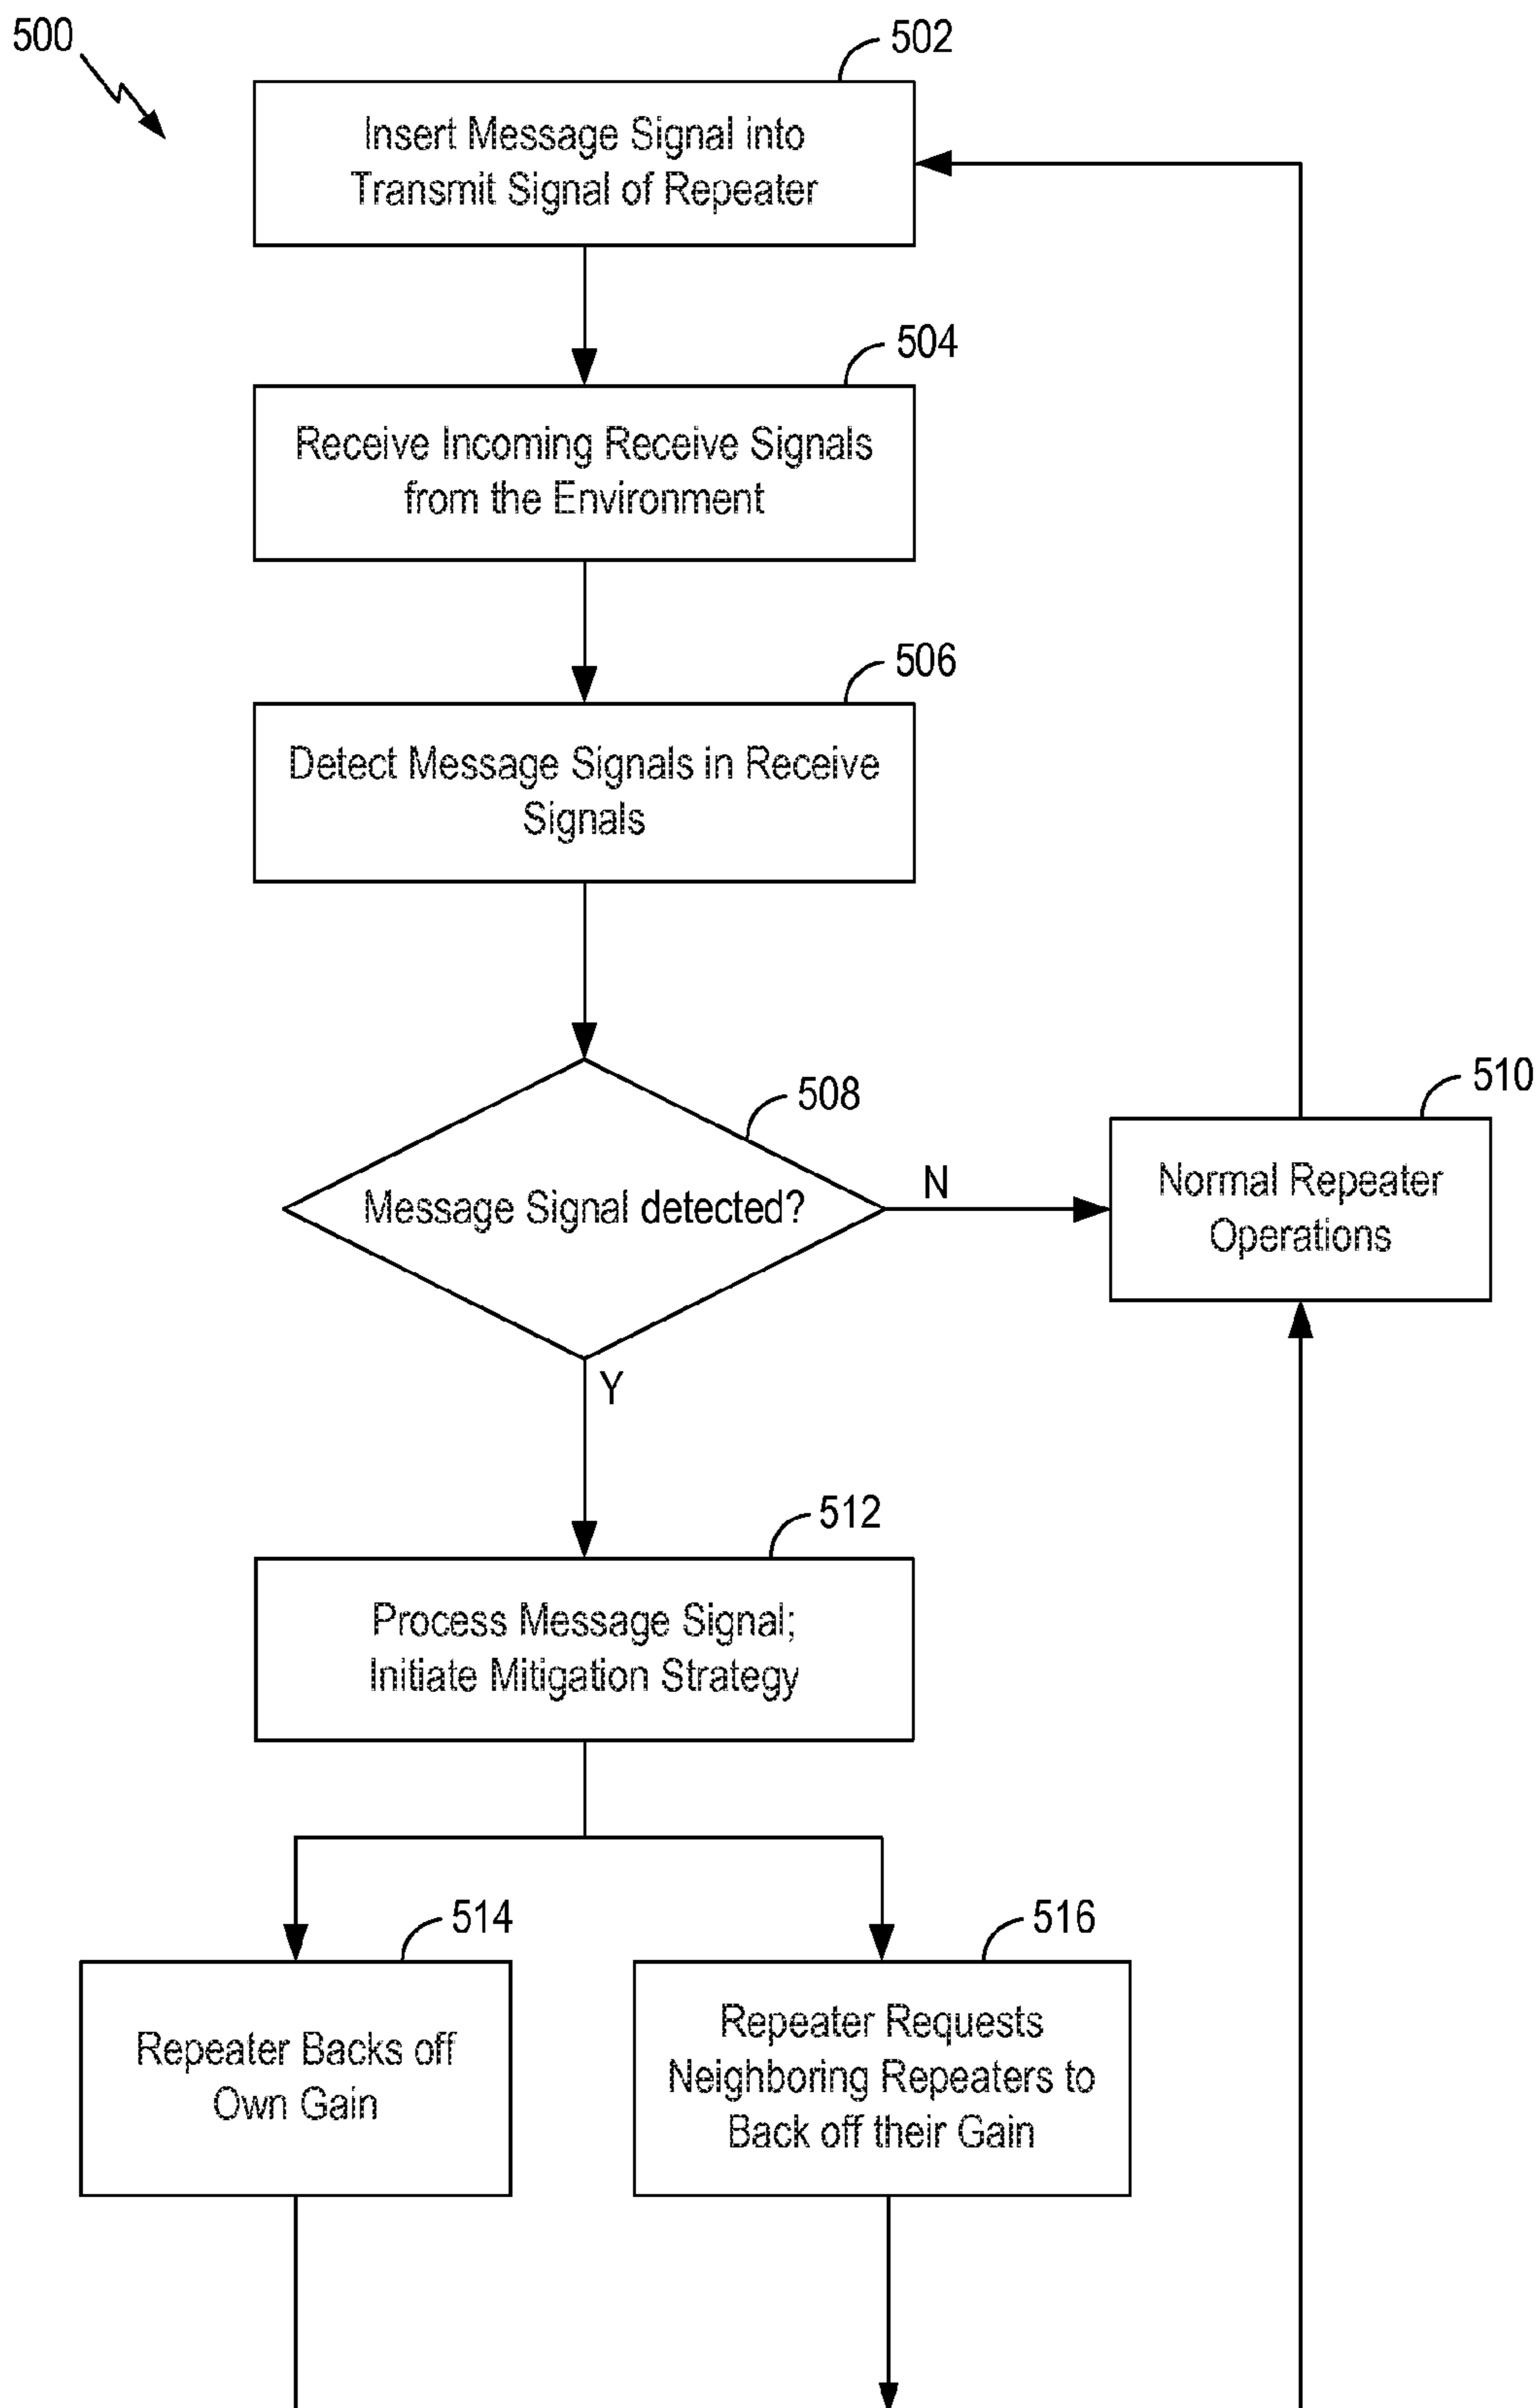 500
502
Insert Message Signal into
Transmit Signal of Repeater
504
Receive Incoming Receive Signals
from the Environment
506
Detect Message Signals in Receive
Signals
508
Message Signal detected?
N
510
Normal Repeater
Operations
Y
512
Process Message Signal;
Initiate Mitigation Strategy
514
Repeater Backs off
Own Gain
516
Repeater Requests
Neighboring Repeaters to
Back off their Gain